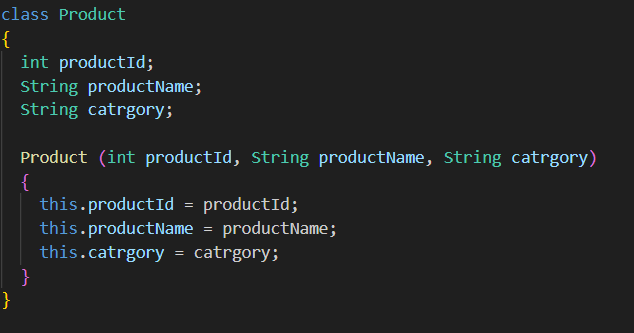 class Product
{
int productId;
String productName;
String catrgory;
Product (int productId, String productName, String catrgory)
{
this.productId = productId;
this.productName = productName;
this.catrgory = catrgory;
}
}